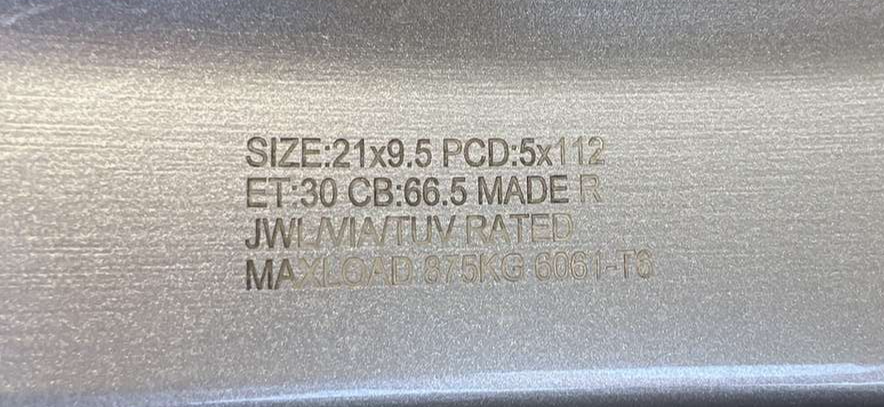 SIZE:21x9.5 PCD:5x112
ET:30 CB:66.5 MADE R
JWL/VIA/TUV RATED
MAXLOAD 875KG 6061-T6